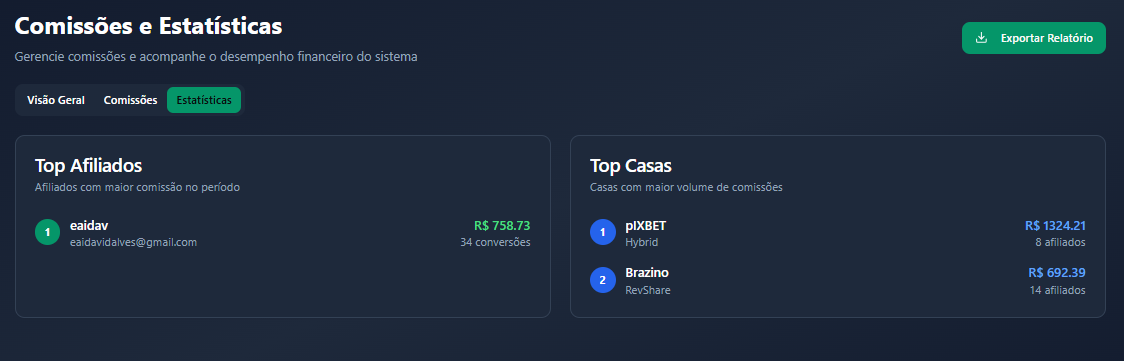 Comissões e Estatísticas
Gerencie comissões e acompanhe o desempenho financeiro do sistema
Exportar Relatório
Visão Geral
Comissões
Estatísticas
Top Afiliados
Afiliados com maior comissão no período
1
eaidav
R$ 758.73
eaidavidalves@gmail.com
34 conversões
Top Casas
Casas com maior volume de comissões
1
pIXBET
R$ 1324.21
Hybrid
8 afiliados
2
Brazino
R$ 692.39
RevShare
14 afiliados